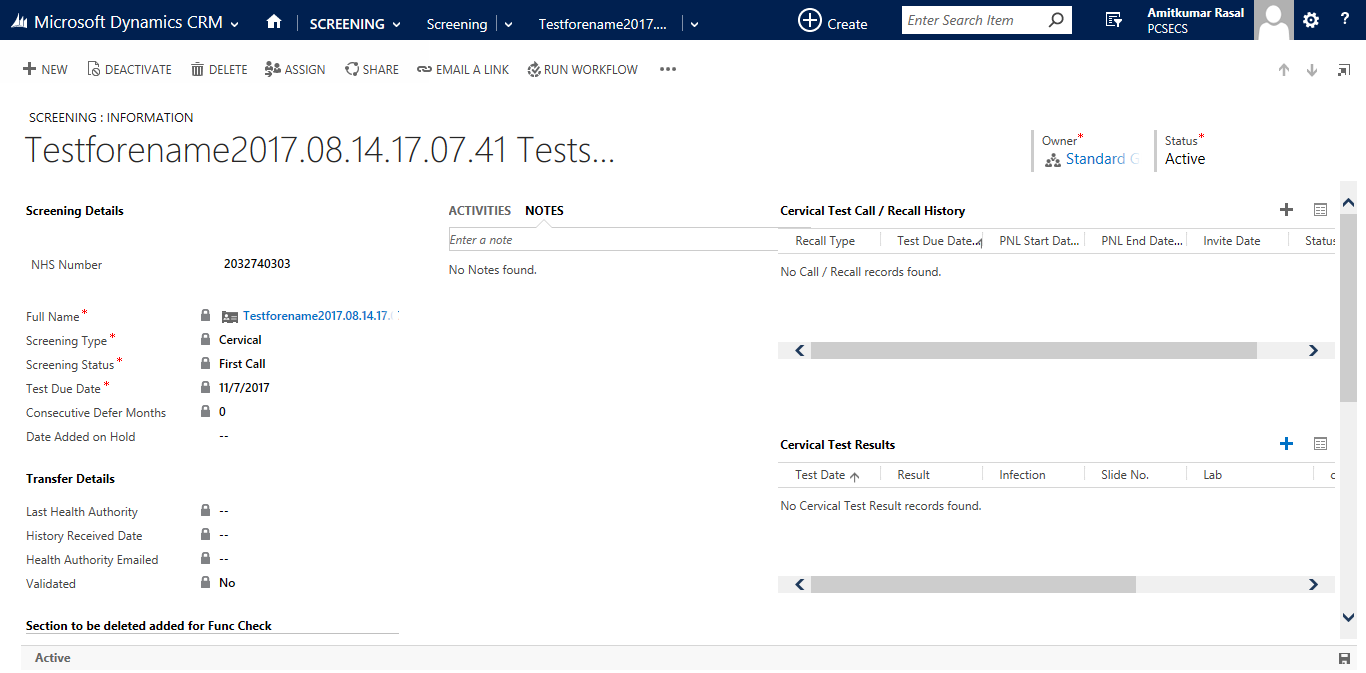 Microsoft Dynamics CRM
SCREENING
Screening
Testforename2017....
Create
Enter Search Item
Amitkumar Rasal
PCSECS
?
NEW
DEACTIVATE
DELETE
ASSIGN
SHARE
EMAIL A LINK
RUN WORKFLOW
•••
SCREENING : INFORMATION
Testforename2017.08.14.17.07.41 Tests...
Owner*
Standard G
Status*
Active
Screening Details
NHS Number 2032740303
Full Name* Testforename2017.08.14.17.
Screening Type* Cervical
Screening Status* First Call
Test Due Date* 11/7/2017
Consecutive Defer Months 0
Date Added on Hold --
Transfer Details
Last Health Authority --
History Received Date --
Health Authority Emailed --
Validated No
Section to be deleted added for Func Check
ACTIVITIES NOTES
Enter a note
No Notes found.
Cervical Test Call / Recall History
Recall Type Test Due Date... PNL Start Dat... PNL End Date... Invite Date Status
No Call / Recall records found.
Cervical Test Results
Test Date Result Infection Slide No. Lab
No Cervical Test Result records found.
Active